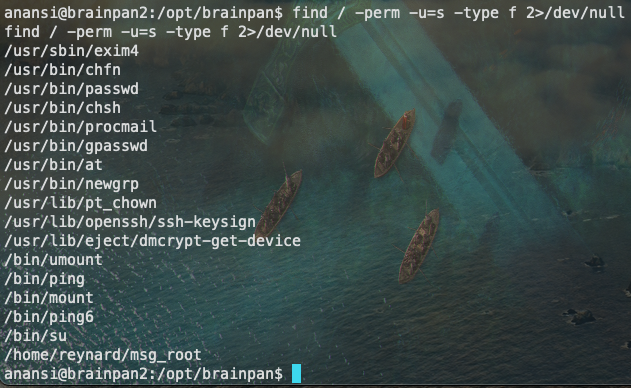 anansi@brainpan2:/opt/brainpan$ find / -perm -u=s -type f 2>/dev/null
find / -perm -u=s -type f 2>/dev/null
/usr/sbin/exim4
/usr/bin/chfn
/usr/bin/passwd
/usr/bin/chsh
/usr/bin/procmail
/usr/bin/gpasswd
/usr/bin/at
/usr/bin/newgrp
/usr/lib/pt_chown
/usr/lib/openssh/ssh-keysign
/usr/lib/eject/dmcrypt-get-device
/bin/umount
/bin/ping
/bin/mount
/bin/ping6
/bin/su
/home/reynard/msg_root
anansi@brainpan2:/opt/brainpan$